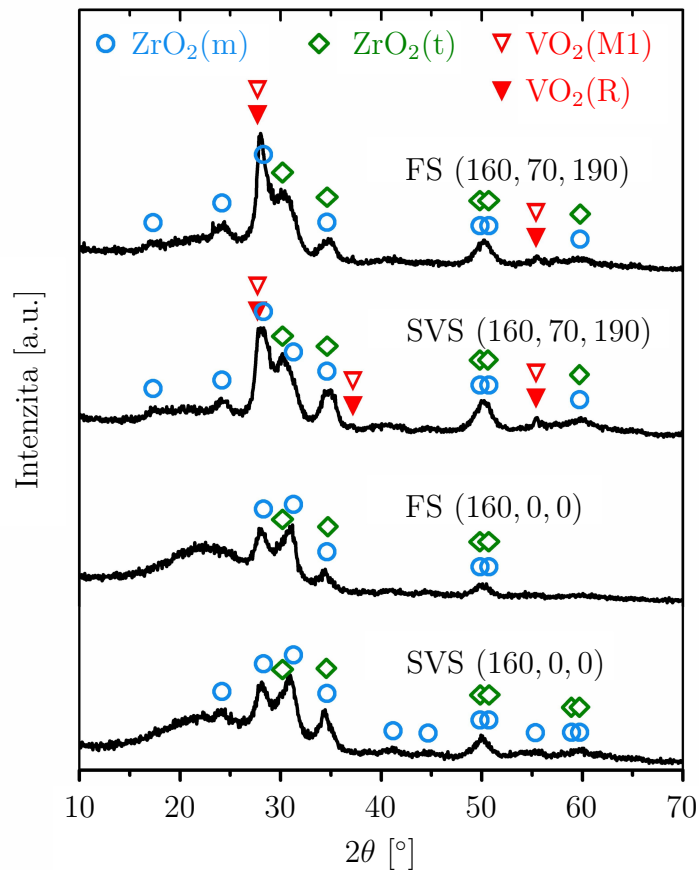 ZrO₂(m) ZrO₂(t) VO₂(M1)
VO₂(R)
FS (160, 70, 190)
SVS (160, 70, 190)
FS (160, 0, 0)
SVS (160, 0, 0)
Intenzita [a.u.]
10 20 30 40 50 60 70
2θ [°]